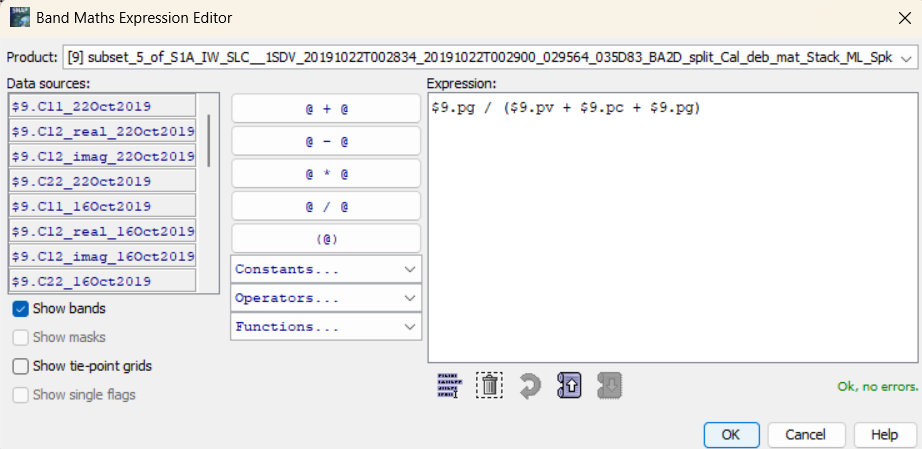 SNAP
Band Maths Expression Editor
Product: [9] subset_5_of_S1A_IW_SLC__1SDV_20191022T002834_20191022T002900_029564_035D83_BA2D_split_Cal_deb_mat_Stack_ML_Spk
Data sources:
$9.C11_22Oct2019
$9.C12_real_22Oct2019
$9.C12_imag_22Oct2019
$9.C22_22Oct2019
$9.C11_16Oct2019
$9.C12_real_16Oct2019
$9.C12_imag_16Oct2019
$9.C22_16Oct2019
Show bands
Show masks
Show tie-point grids
Show single flags
@ + @
@ - @
@ * @
@ / @
(@)
Constants...
Operators...
Functions...
Expression:
$9.pg / ($9.pv + $9.pc + $9.pg)
Ok, no errors.
OK
Cancel
Help